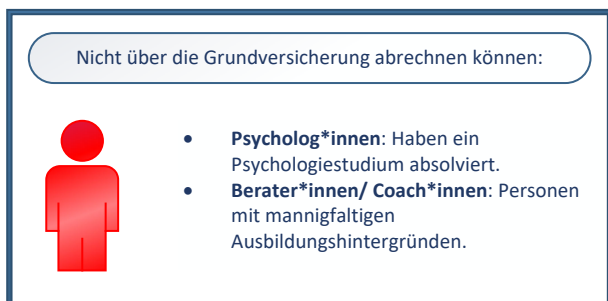 Nicht über die Grundversicherung abrechnen können:
• Psycholog*innen: Haben ein
Psychologiestudium absolviert.
• Berater*innen/ Coach*innen: Personen
mit mannigfaltigen
Ausbildungshintergründen.